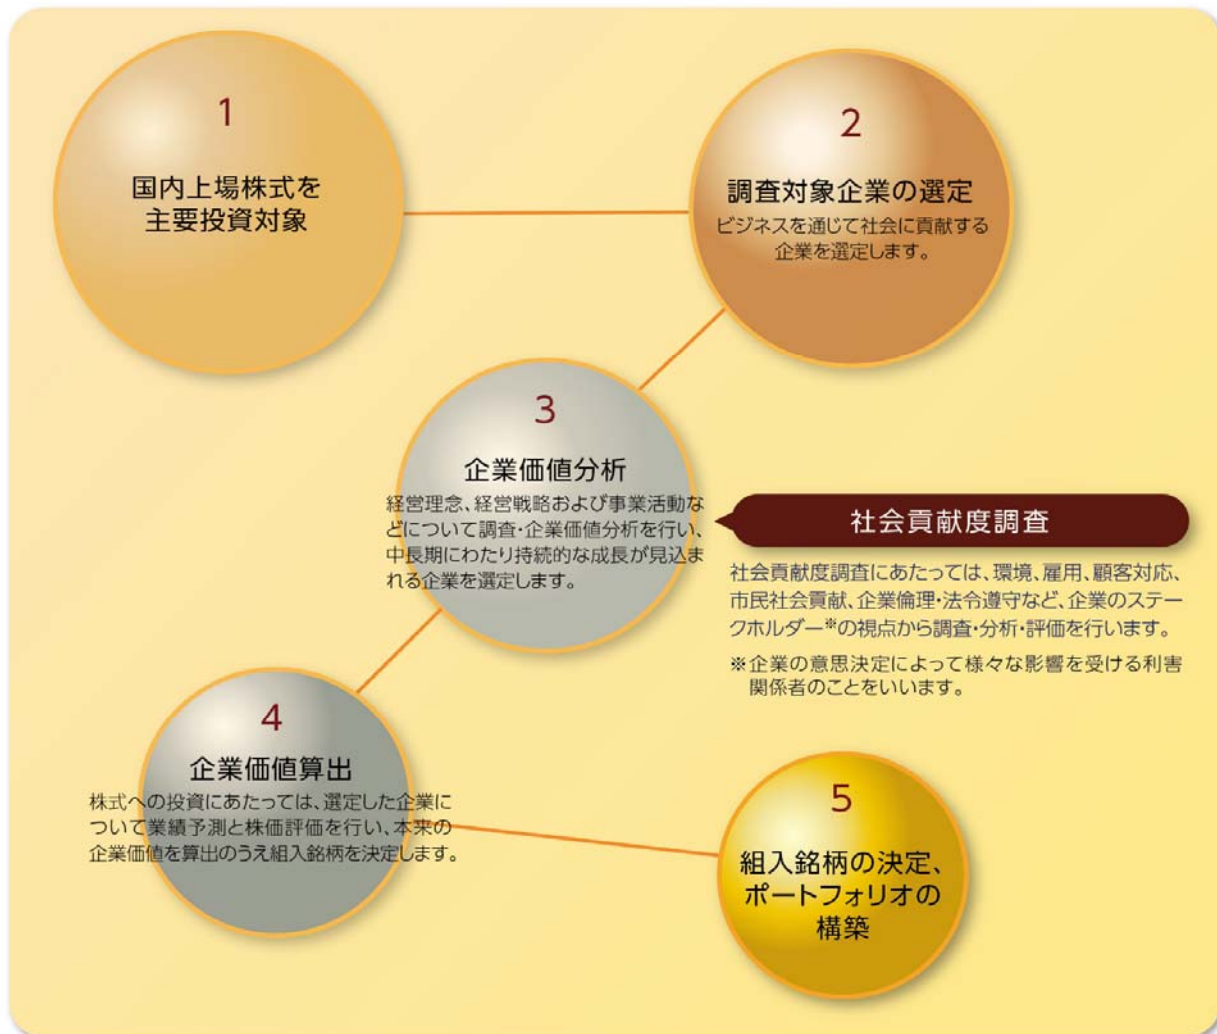 1
国内上場株式を
主要投資対象
2
調査対象企業の選定
ビジネスを通じて社会に貢献する
企業を選定します。
3
企業価値分析
経営理念、経営戦略および事業活動な
どについて調査・企業価値分析を行い、
中長期にわたり持続的な成長が見込ま
れる企業を選定します。
社会貢献度調査
社会貢献度調査にあたっては、環境、雇用、顧客対応、
市民社会貢献、企業倫理・法令遵守など、企業のステー
クホルダー※の視点から調査・分析・評価を行います。
※企業の意思決定によって様々な影響を受ける利害
関係者のことをいいます。
4
企業価値算出
株式への投資にあたっては、選定した企業に
ついて業績予測と株価評価を行い、本来の
企業価値を算出のうえ組入銘柄を決定します。
5
組入銘柄の決定、
ポートフォリオの
構築